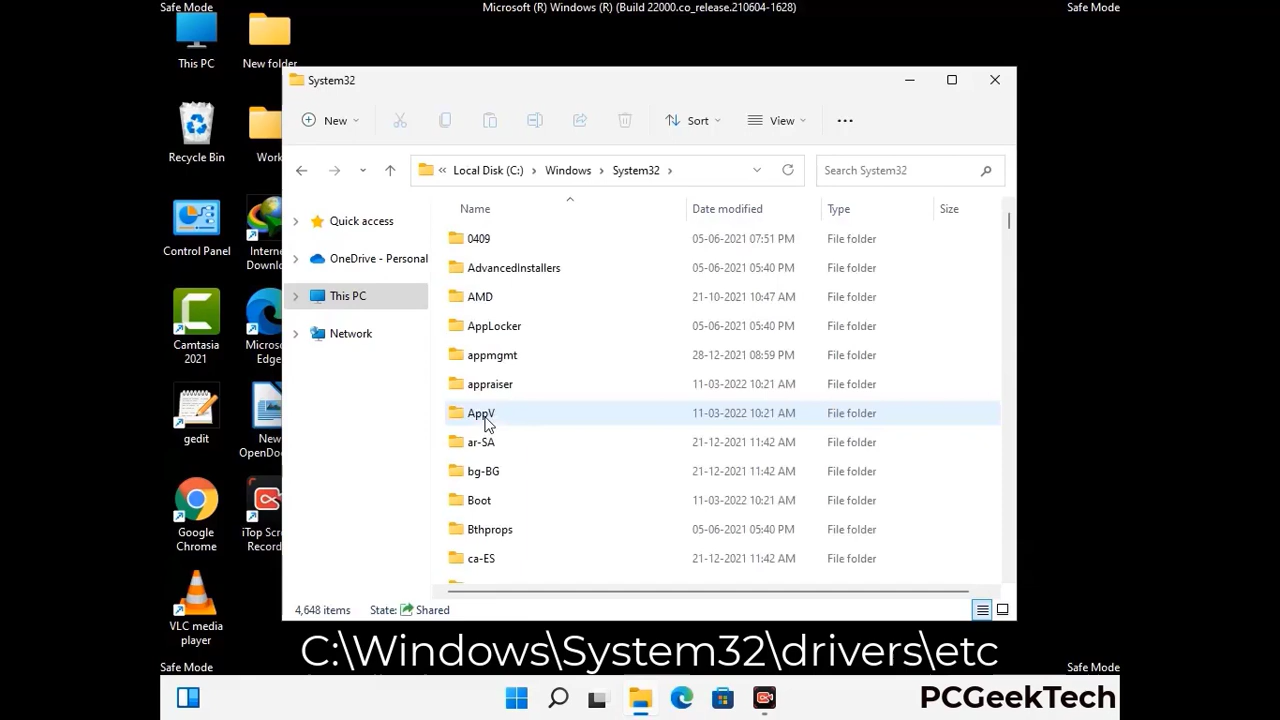 Safe Mode
Microsoft (R) Windows (R) (Build 22000.co_release.210604-1628)
Safe Mode
This PC
New folder
Recycle Bin
Work
Control Panel
Internet
Downlo
Camtasia
2021
Micros
Edge
gedit
New
OpenDoc
Google
Chrome
iTop Scre
Record
VLC media
player
System32
New
Sort
View
Local Disk (C:) > Windows > System32 >
Search System32
Quick access
OneDrive - Personal
This PC
Network
Name Date modified Type Size
0409 05-06-2021 07:51 PM File folder
AdvancedInstallers 05-06-2021 05:40 PM File folder
AMD 21-10-2021 10:47 AM File folder
AppLocker 05-06-2021 05:40 PM File folder
appmgmt 28-12-2021 08:59 PM File folder
appraiser 11-03-2022 10:21 AM File folder
AppV 11-03-2022 10:21 AM File folder
ar-SA 21-12-2021 11:42 AM File folder
bg-BG 21-12-2021 11:42 AM File folder
Boot 11-03-2022 10:21 AM File folder
Bthprops 05-06-2021 05:40 PM File folder
ca-ES 21-12-2021 11:42 AM File folder
4,648 items State: Shared
C:\Windows\System32\drivers\etc
Safe Mode
Safe Mode
PCGeekTech